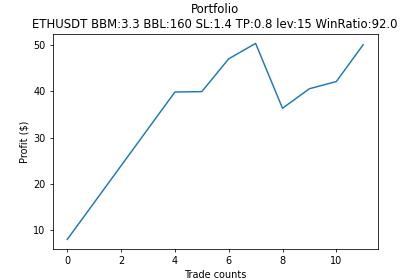 Portfolio
ETHUSDT BBM:3.3 BBL:160 SL:1.4 TP:0.8 lev:15 WinRatio:92.0
Profit ($)
50
40
30
20
10
0 2 4 6 8 10
Trade counts